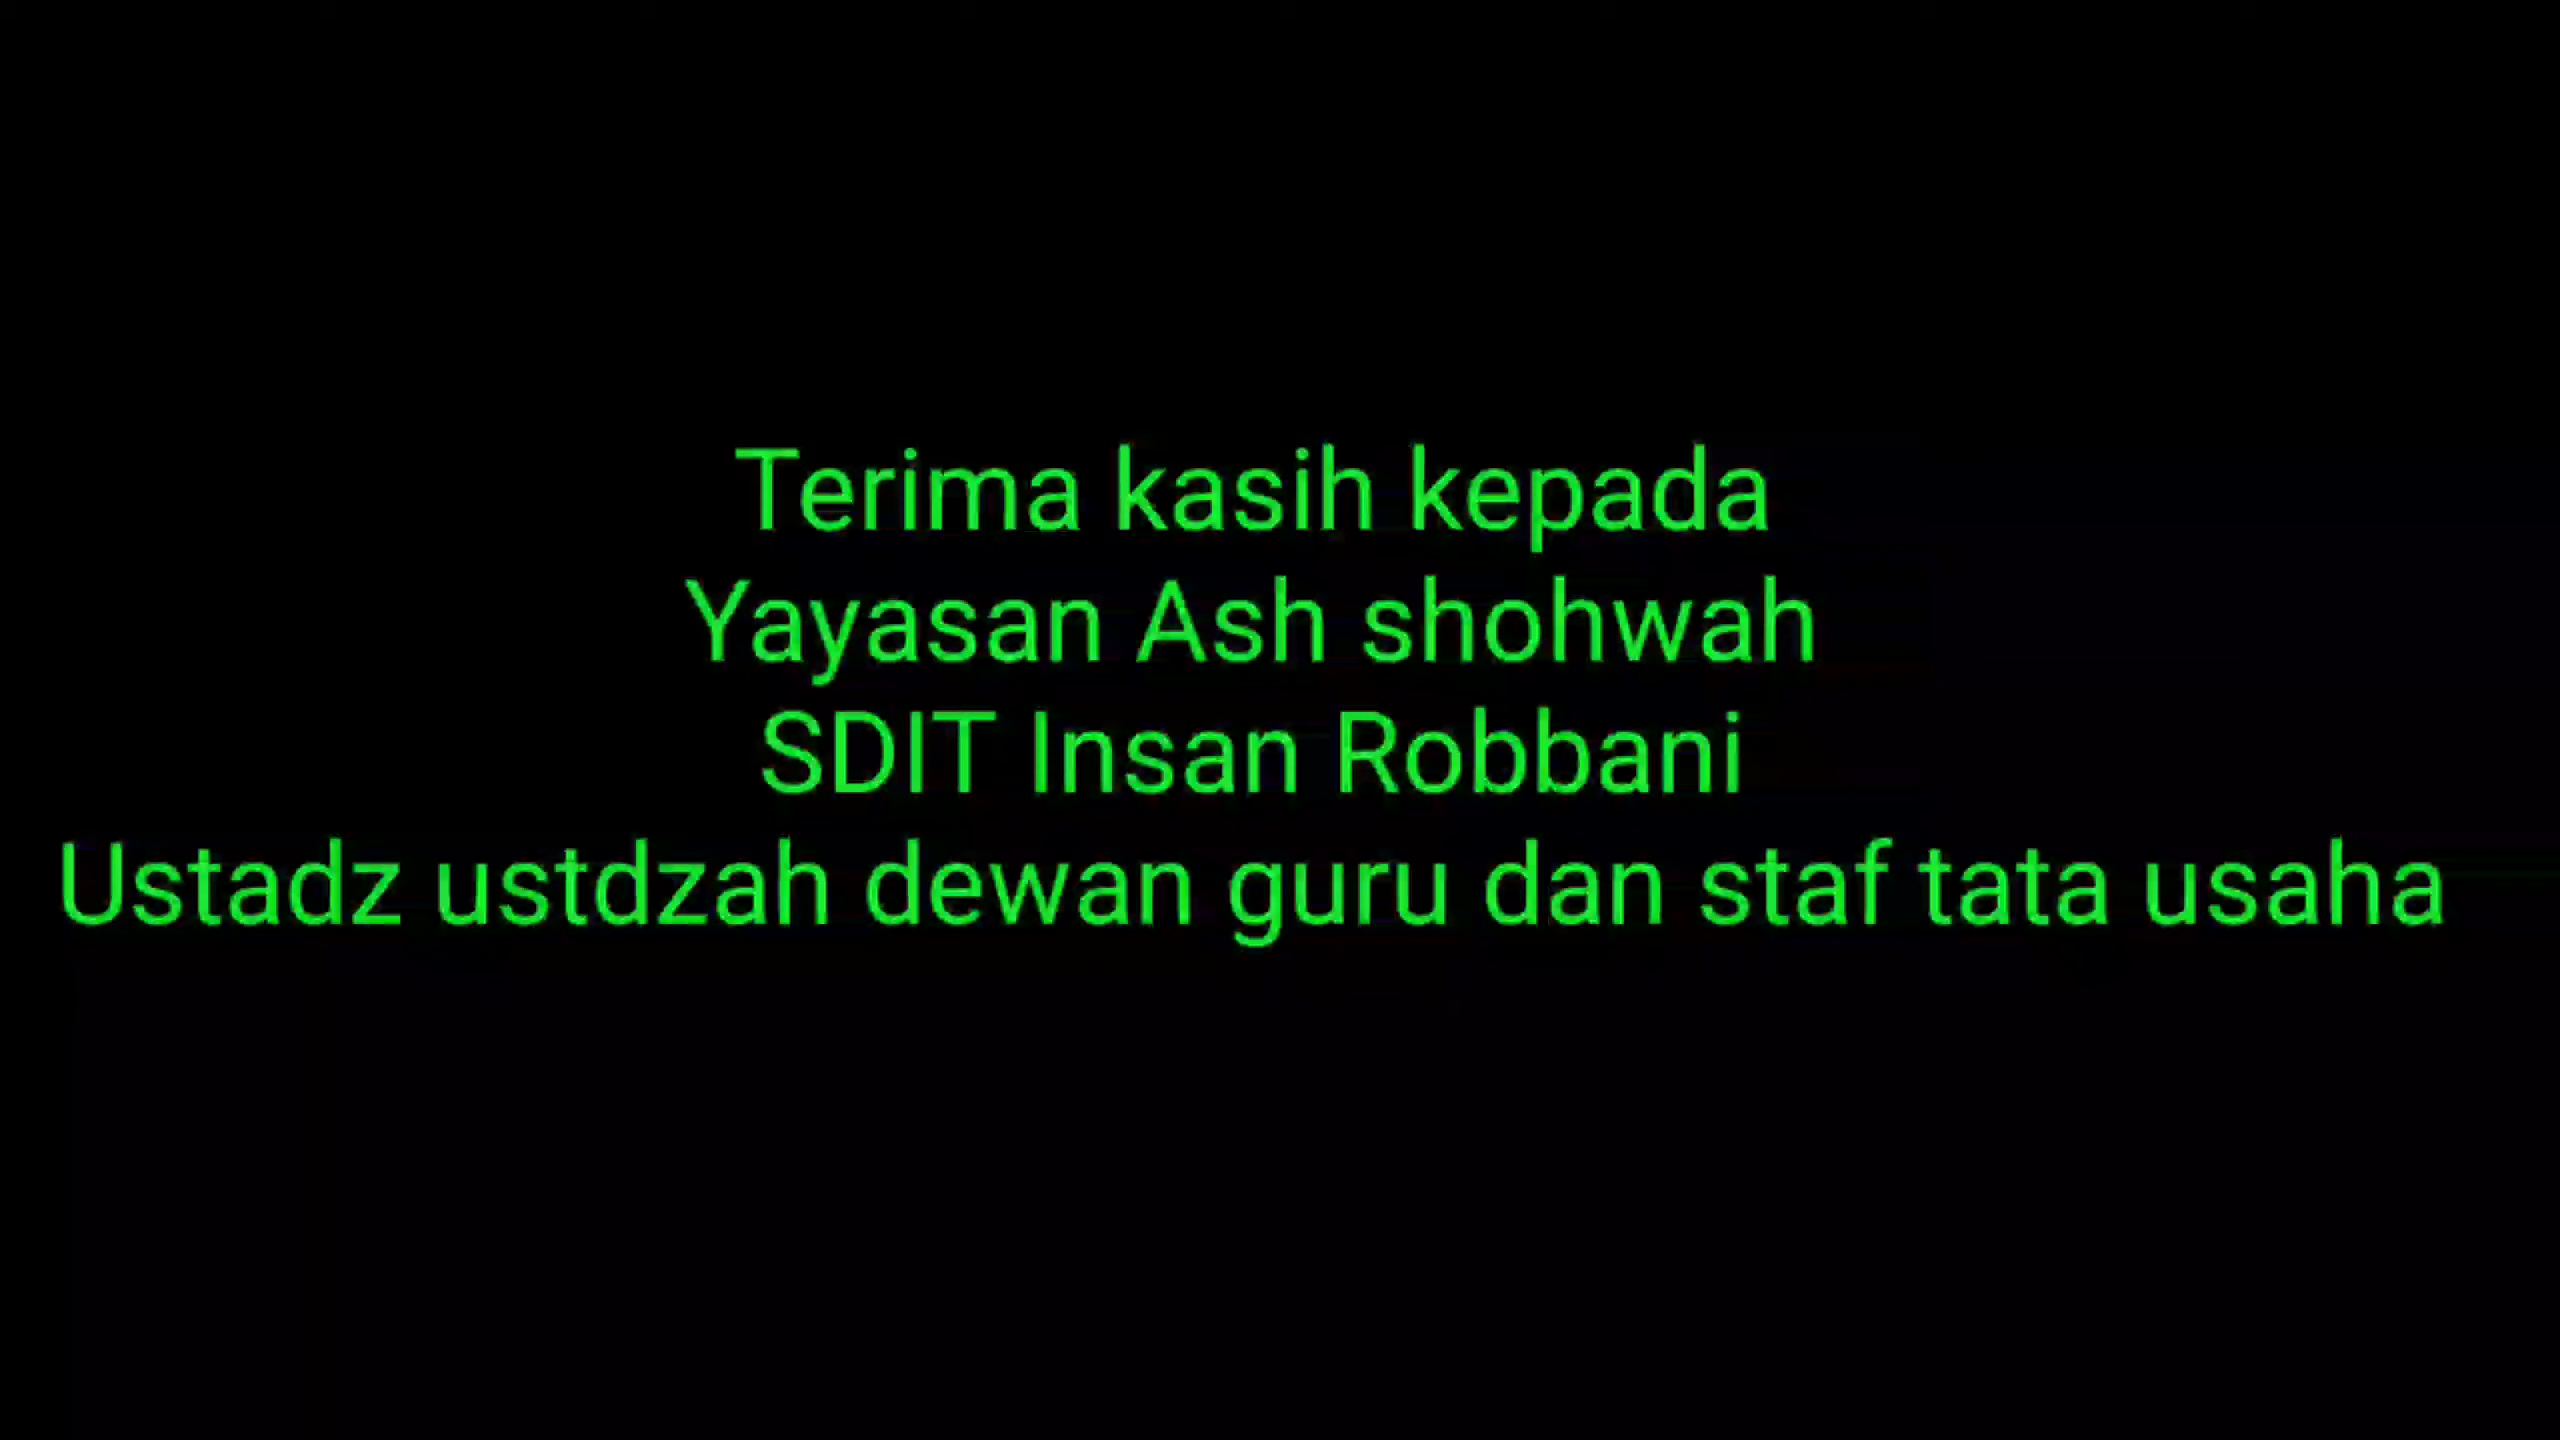 Terima kasih kepada
Yayasan Ash shohwah
SDIT Insan Robbani
Ustadz ustdzah dewan guru dan staf tata usaha